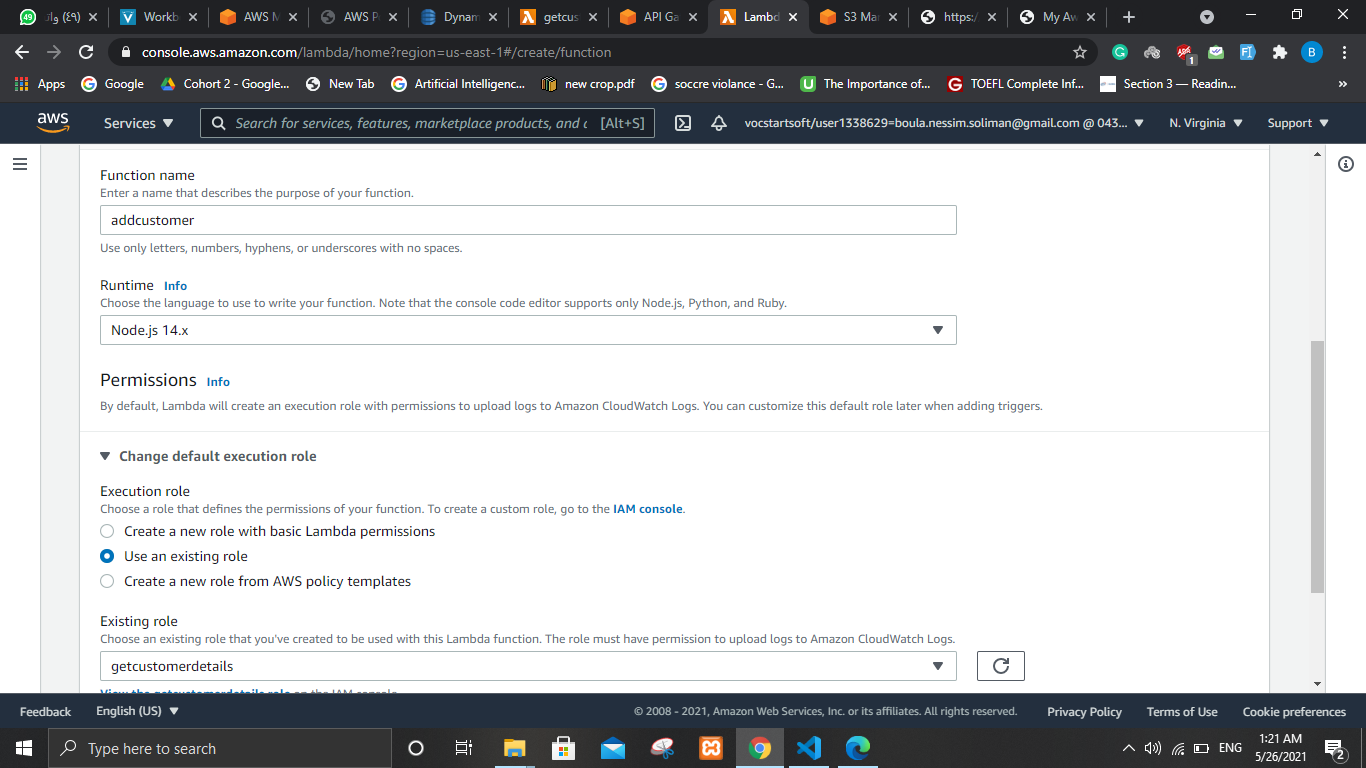 49
(٤٩) وات
Workb
AWS M
AWS P
Dynam
getcus
API Ga
Lambd
S3 Ma
https:/
My Aw
console.aws.amazon.com/lambda/home?region=us-east-1#/create/function
1
B
Apps
Google
Cohort 2 - Google...
New Tab
Artificial Intelligenc...
new crop.pdf
soccre violance - G...
The Importance of...
TOEFL Complete Inf...
Section 3 — Readin...
»
aws
Services
Search for services, features, marketplace products, and d [Alt+S]
vocstartsoft/user1338629=boula.nessim.soliman@gmail.com @ 043...
N. Virginia
Support
Function name
Enter a name that describes the purpose of your function.
addcustomer
Use only letters, numbers, hyphens, or underscores with no spaces.
Runtime Info
Choose the language to use to write your function. Note that the console code editor supports only Node.js, Python, and Ruby.
Node.js 14.x
Permissions Info
By default, Lambda will create an execution role with permissions to upload logs to Amazon CloudWatch Logs. You can customize this default role later when adding triggers.
Change default execution role
Execution role
Choose a role that defines the permissions of your function. To create a custom role, go to the IAM console.
Create a new role with basic Lambda permissions
Use an existing role
Create a new role from AWS policy templates
Existing role
Choose an existing role that you've created to be used with this Lambda function. The role must have permission to upload logs to Amazon CloudWatch Logs.
getcustomerdetails
View the getcustomerdetails role on the IAM console.
Feedback
English (US)
© 2008 - 2021, Amazon Web Services, Inc. or its affiliates. All rights reserved.
Privacy Policy
Terms of Use
Cookie preferences
Type here to search
ENG
1:21 AM
5/26/2021
2